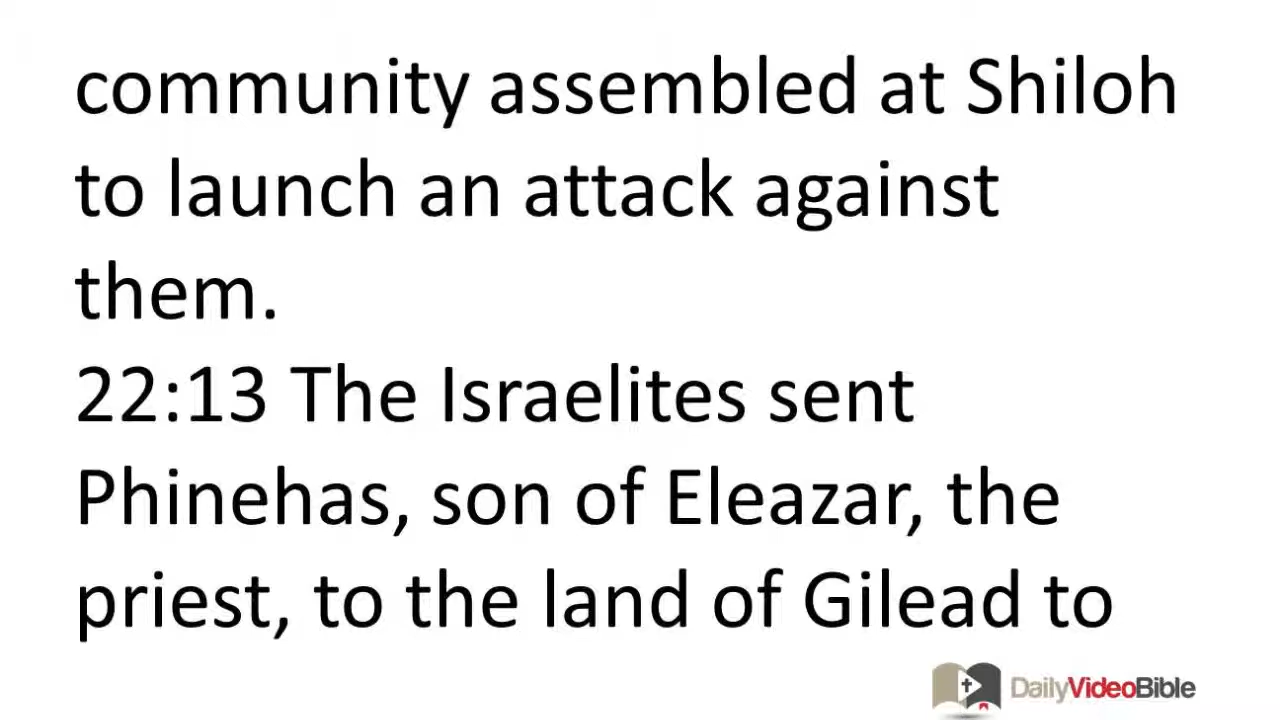 community assembled at Shiloh
to launch an attack against
them.
22:13 The Israelites sent
Phinehas, son of Eleazar, the
priest, to the land of Gilead to
DailyVideoBible